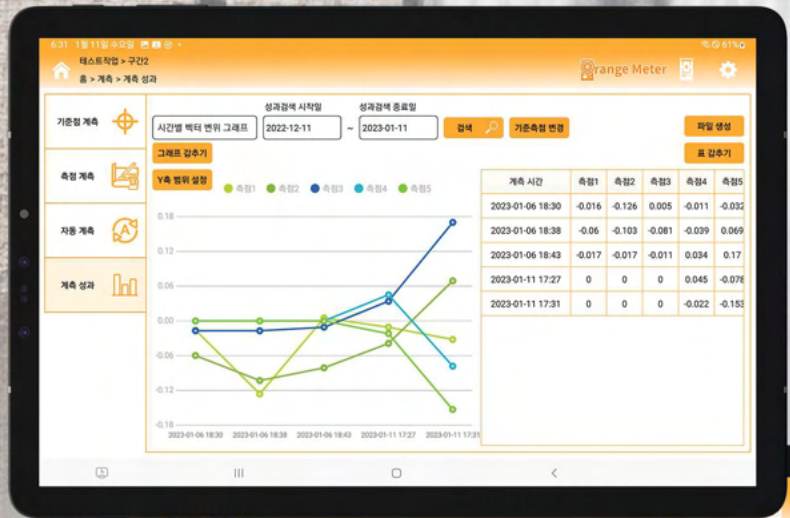 6:31 1월 11일 수요일
61%
테스트작업 > 구간2
홈 > 계측 > 계측 성과
Orange Meter
기준점 계측
측점 계측
자동 계측
계측 성과
성과검색 시작일
성과검색 종료일
시간별 벡터 변위 그래프
2022-12-11
~
2023-01-11
검색
기준측점 변경
파일 생성
그래프 감추기
표 감추기
Y축 범위 설정
측점1 측점2 측점3 측점4 측점5
0.18
0.12
0.06
0.00
-0.06
-0.12
-0.18
2023-01-06 18:30 2023-01-06 18:38 2023-01-06 18:43 2023-01-11 17:27 2023-01-11 17:31
계측 시간 측점1 측점2 측점3 측점4 측점5
2023-01-06 18:30 -0.016 -0.126 0.005 -0.011 -0.032
2023-01-06 18:38 -0.06 -0.103 -0.081 -0.039 0.069
2023-01-06 18:43 -0.017 -0.017 -0.011 0.034 0.17
2023-01-11 17:27 0 0 0 0.045 -0.078
2023-01-11 17:31 0 0 0 -0.022 -0.153